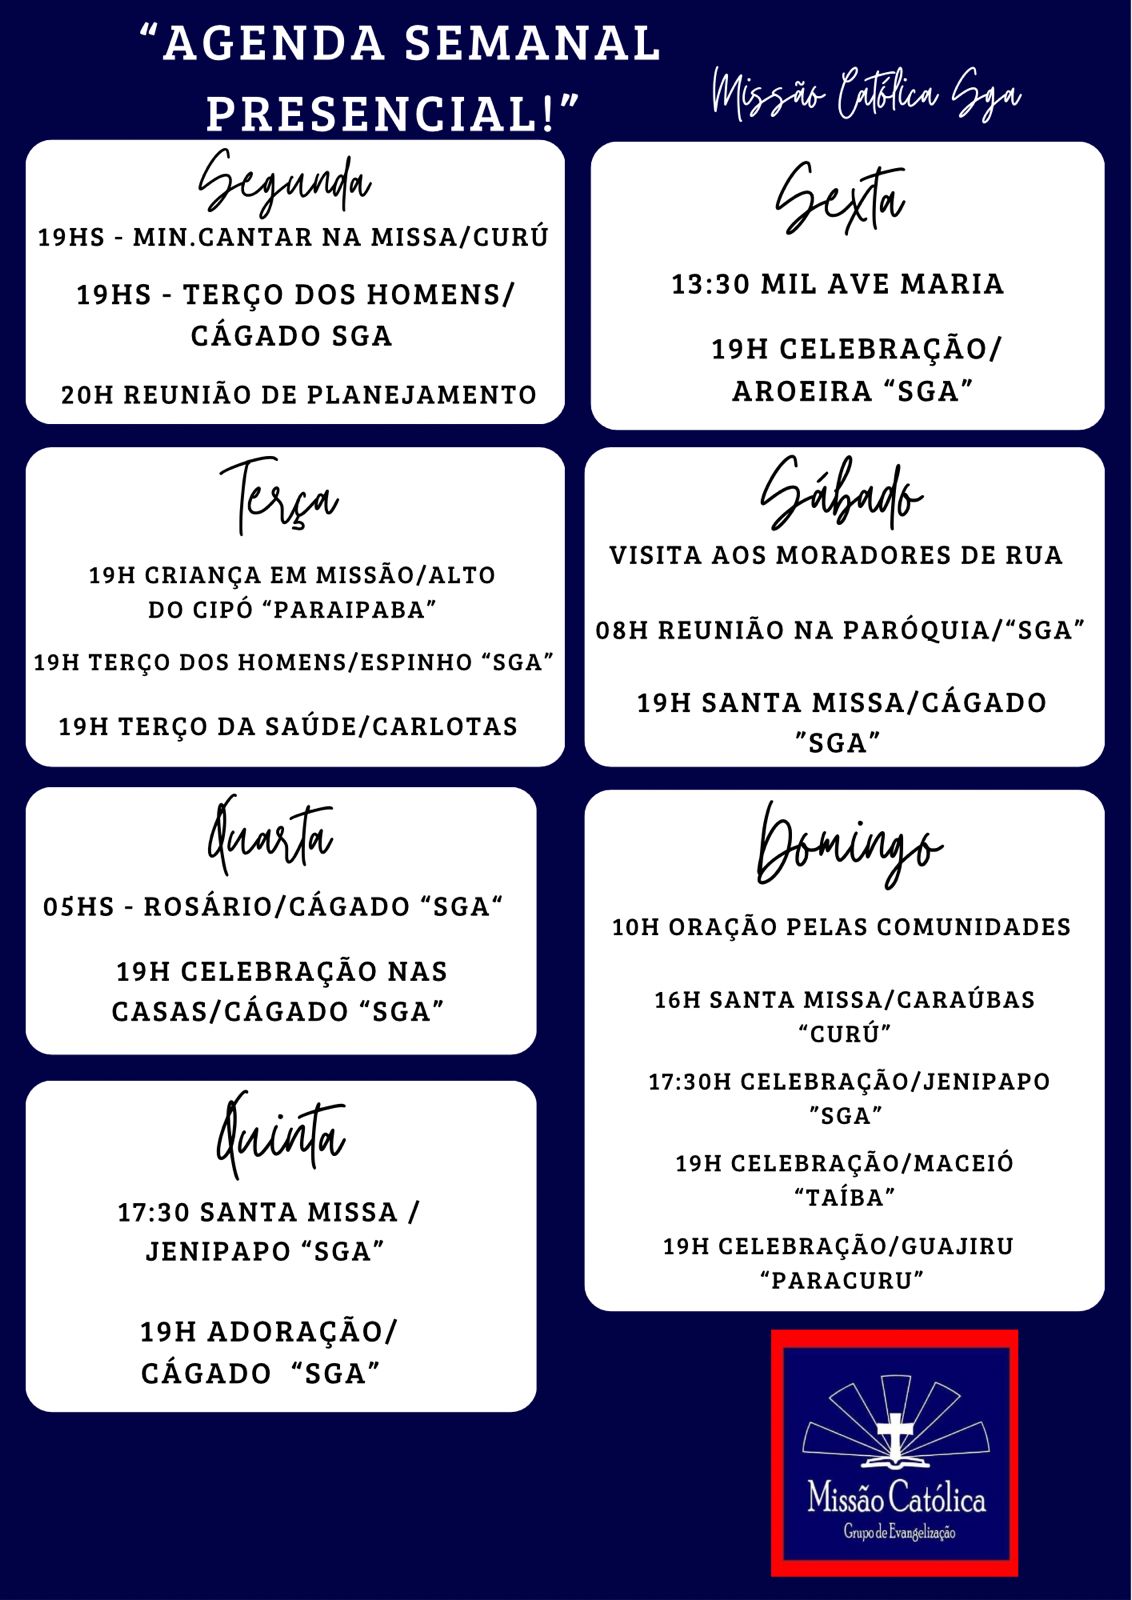 “AGENDA SEMANAL
PRESENCIAL!”
Missão Católica Sga
Segunda
19HS - MIN.CANTAR NA MISSA/CURÚ
19HS - TERÇO DOS HOMENS/
CÁGADO SGA
20H REUNIÃO DE PLANEJAMENTO
Terça
19H CRIANÇA EM MISSÃO/ALTO
DO CIPÓ “PARAIPABA”
19H TERÇO DOS HOMENS/ESPINHO “SGA”
19H TERÇO DA SAÚDE/CARLOTAS
Quarta
05HS - ROSÁRIO/CÁGADO “SGA“
19H CELEBRAÇÃO NAS
CASAS/CÁGADO “SGA”
Quinta
17:30 SANTA MISSA /
JENIPAPO “SGA”
19H ADORAÇÃO/
CÁGADO “SGA”
Sexta
13:30 MIL AVE MARIA
19H CELEBRAÇÃO/
AROEIRA “SGA”
Sábado
VISITA AOS MORADORES DE RUA
08H REUNIÃO NA PARÓQUIA/“SGA”
19H SANTA MISSA/CÁGADO
”SGA”
Domingo
10H ORAÇÃO PELAS COMUNIDADES
16H SANTA MISSA/CARAÚBAS
“CURÚ”
17:30H CELEBRAÇÃO/JENIPAPO
”SGA”
19H CELEBRAÇÃO/MACEIÓ
“TAÍBA”
19H CELEBRAÇÃO/GUAJIRU
“PARACURU”
Missão Católica
Grupo de Evangelização